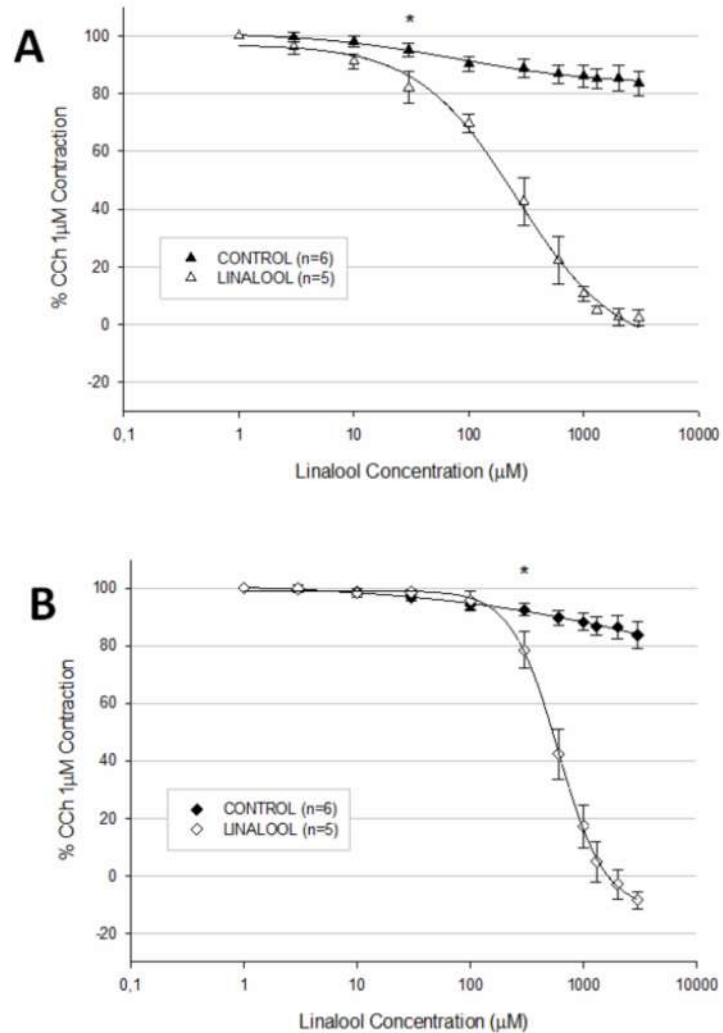 A
*
100
80
60
40
20
0
-20
% CCh 1µM Contraction
CONTROL (n=6)
LINALOOL (n=5)
0,1 1 10 100 1000 10000
Linalool Concentration (µM)
B
*
100
80
60
40
20
0
-20
% CCh 1µM Contraction
CONTROL (n=6)
LINALOOL (n=5)
0,1 1 10 100 1000 10000
Linalool Concentration (µM)